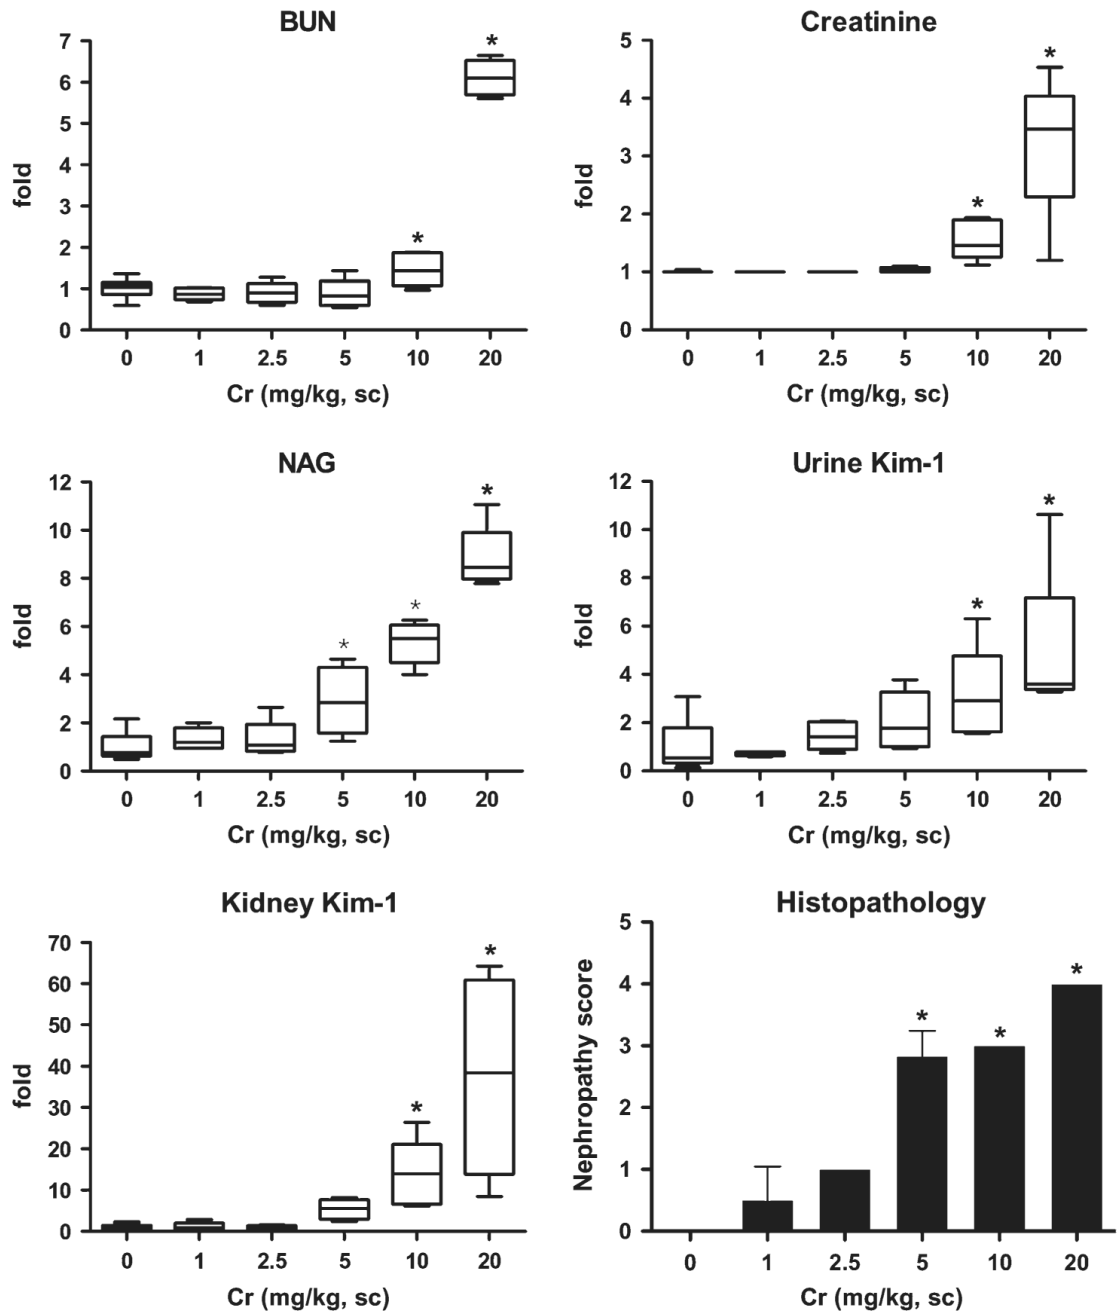 BUN
fold
7
6
5
4
3
2
1
0
*
*
0 1 2.5 5 10 20
Cr (mg/kg, sc)
Creatinine
fold
5
4
3
2
1
0
*
*
0 1 2.5 5 10 20
Cr (mg/kg, sc)
NAG
fold
12
10
8
6
4
2
0
*
*
*
0 1 2.5 5 10 20
Cr (mg/kg, sc)
Urine Kim-1
fold
12
10
8
6
4
2
0
*
*
0 1 2.5 5 10 20
Cr (mg/kg, sc)
Kidney Kim-1
fold
70
60
50
40
30
20
10
0
*
*
0 1 2.5 5 10 20
Cr (mg/kg, sc)
Histopathology
Nephropathy score
5
4
3
2
1
0
*
*
*
0 1 2.5 5 10 20
Cr (mg/kg, sc)